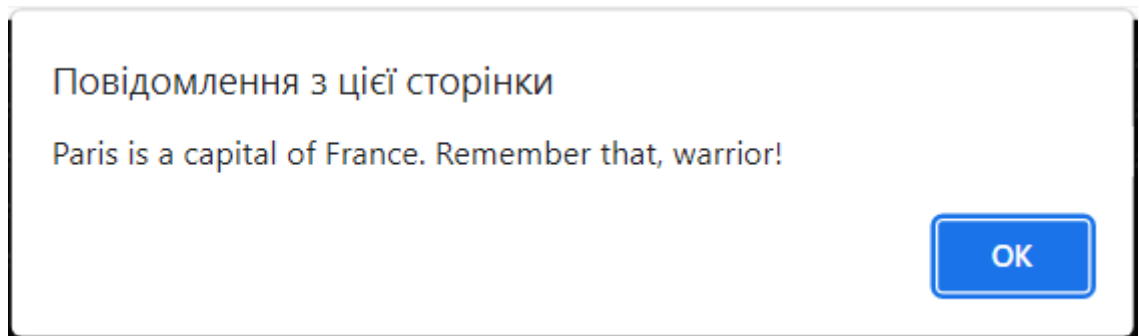 Повідомлення з цієї сторінки
Paris is a capital of France. Remember that, warrior!
OK